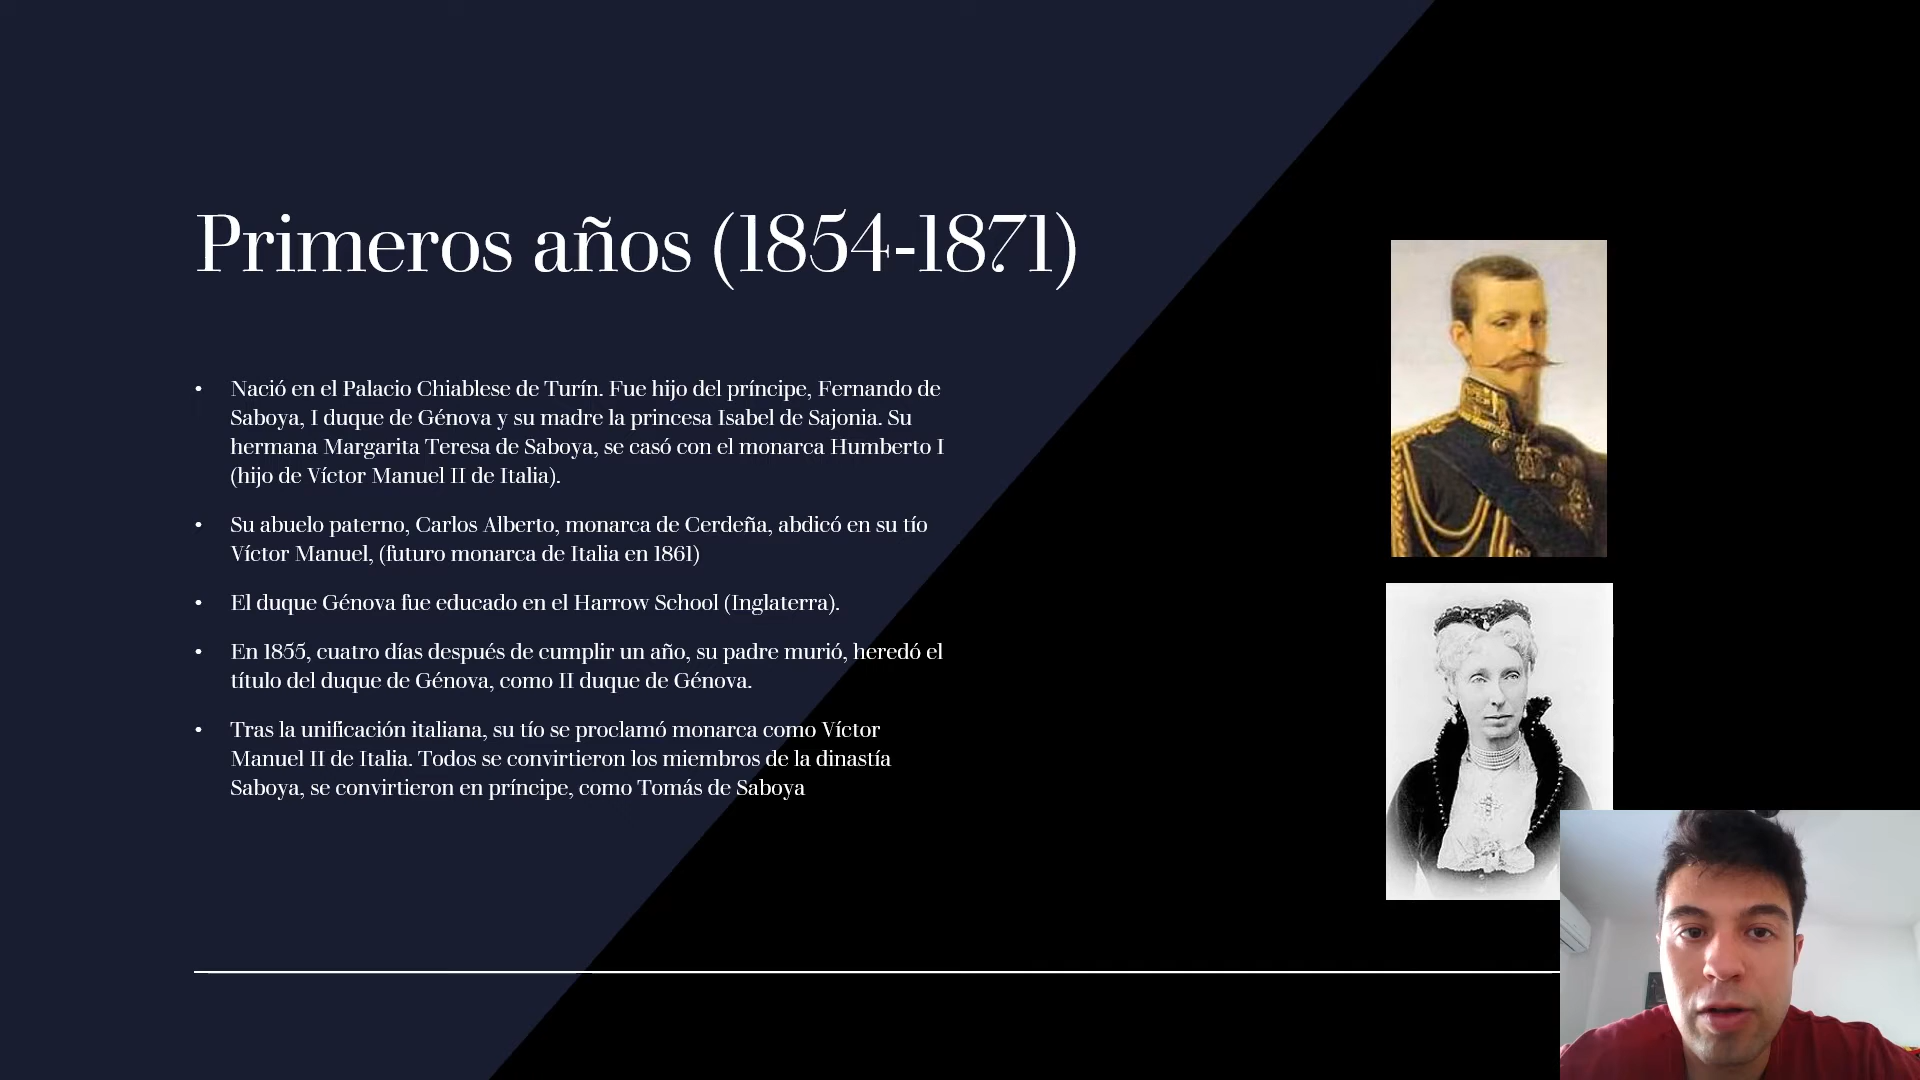 Primeros años (1854-1871)
• Nació en el Palacio Chiablese de Turín. Fue hijo del príncipe, Fernando de
Saboya, I duque de Génova y su madre la princesa Isabel de Sajonia. Su
hermana Margarita Teresa de Saboya, se casó con el monarca Humberto I
(hijo de Víctor Manuel II de Italia).
• Su abuelo paterno, Carlos Alberto, monarca de Cerdeña, abdicó en su tío
Víctor Manuel, (futuro monarca de Italia en 1861)
• El duque Génova fue educado en el Harrow School (Inglaterra).
• En 1855, cuatro días después de cumplir un año, su padre murió, heredó el
título del duque de Génova, como II duque de Génova.
• Tras la unificación italiana, su tío se proclamó monarca como Víctor
Manuel II de Italia. Todos se convirtieron los miembros de la dinastía
Saboya, se convirtieron en príncipe, como Tomás de Saboya